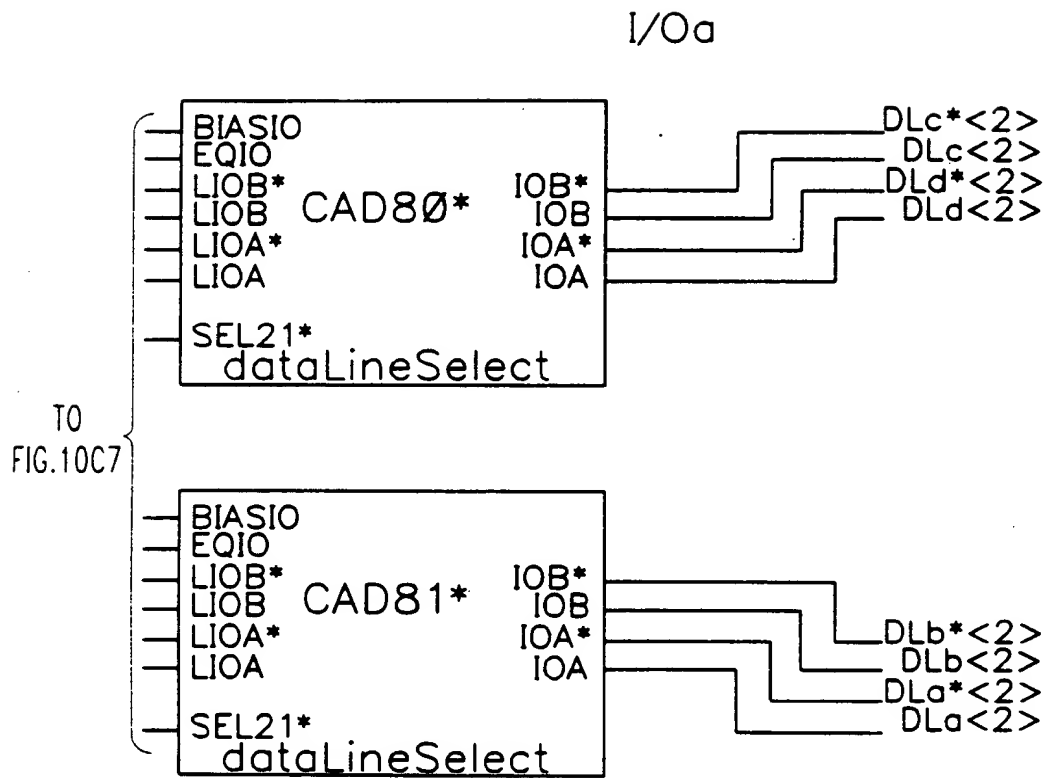 I/Oa
BIASIO
EQIO
LIOB*
LIOB
LIOA*
LIOA
SEL21*
CAD80*
dataLineSelect
IOB*
IOB
IOA*
IOA
DLc*<2>
DLc<2>
DLd*<2>
DLd<2>
TO
FIG.10C7
BIASIO
EQIO
LIOB*
LIOB
LIOA*
LIOA
SEL21*
CAD81*
dataLineSelect
IOB*
IOB
IOA*
IOA
DLb*<2>
DLb<2>
DLa*<2>
DLa<2>